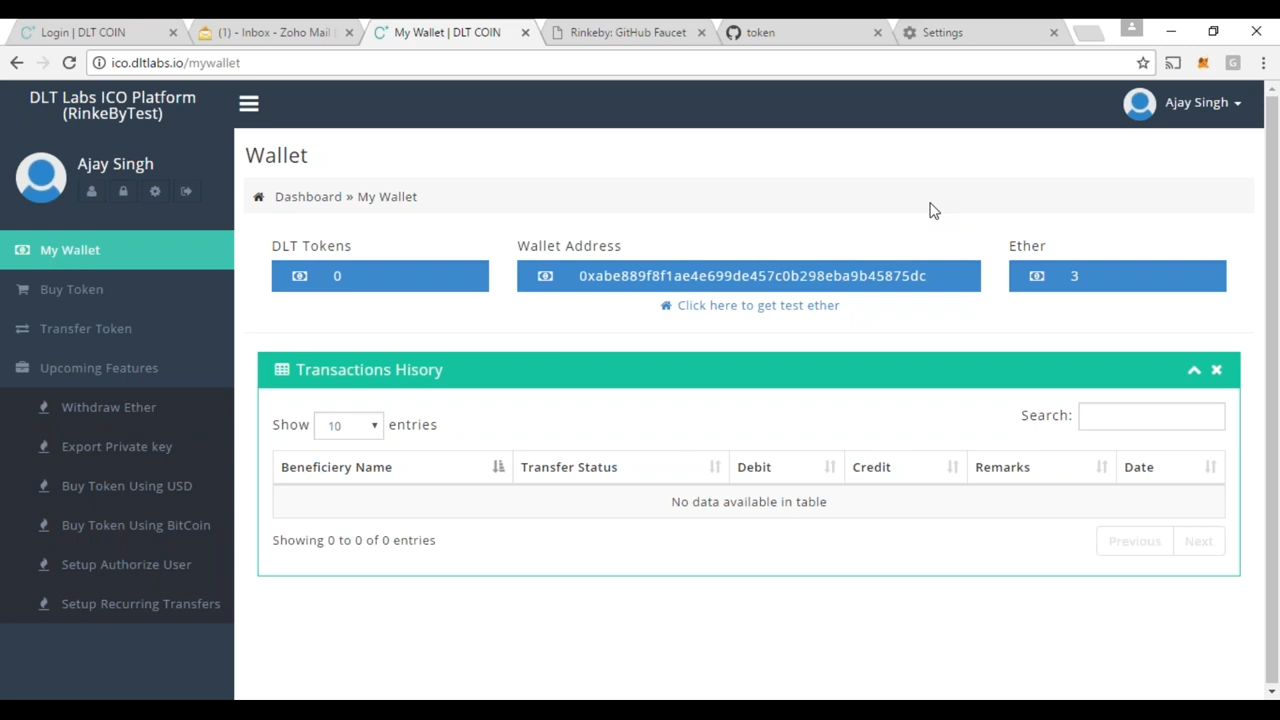 Login | DLT COIN
(1) - Inbox - Zoho Mail
My Wallet | DLT COIN
Rinkeby: GitHub Faucet
token
Settings
ico.dltlabs.io/mywallet
G
DLT Labs ICO Platform
(RinkeByTest)
Ajay Singh
Ajay Singh
My Wallet
Buy Token
Transfer Token
Upcoming Features
Withdraw Ether
Export Private key
Buy Token Using USD
Buy Token Using BitCoin
Setup Authorize User
Setup Recurring Transfers
Wallet
Dashboard » My Wallet
DLT Tokens
0
Wallet Address
0xabe889f8f1ae4e699de457c0b298eba9b45875dc
Click here to get test ether
Ether
3
Transactions Hisory
Show 10 entries
Search:
Beneficiery Name Transfer Status Debit Credit Remarks Date
No data available in table
Showing 0 to 0 of 0 entries
Previous Next